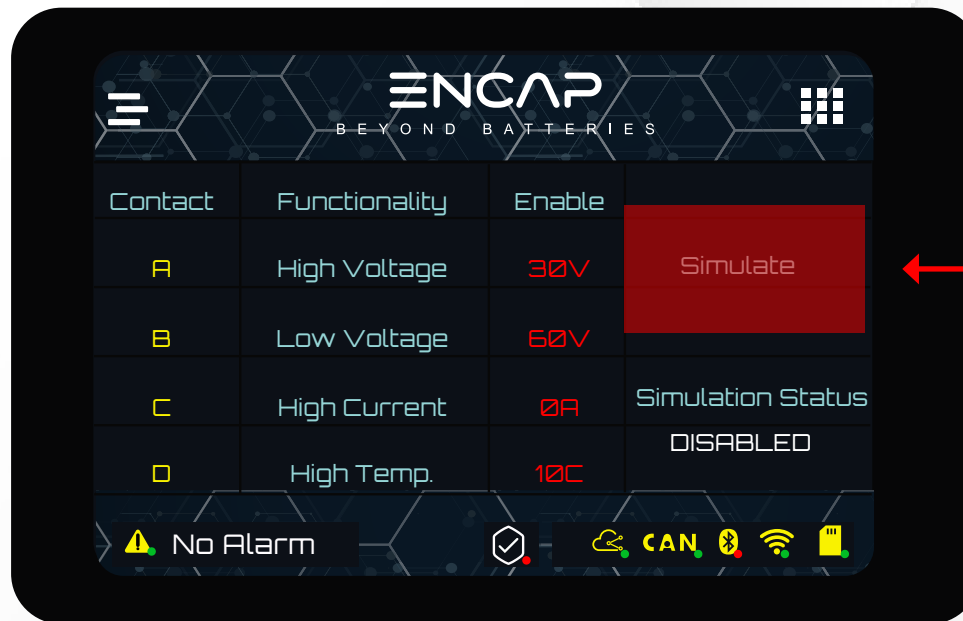 ENCAP
BEYOND BATTERIES
Contact Functionality Enable
A High Voltage 30V Simulate
B Low Voltage 60V
C High Current 0A Simulation Status
DISABLED
D High Temp. 10C
No Alarm CAN